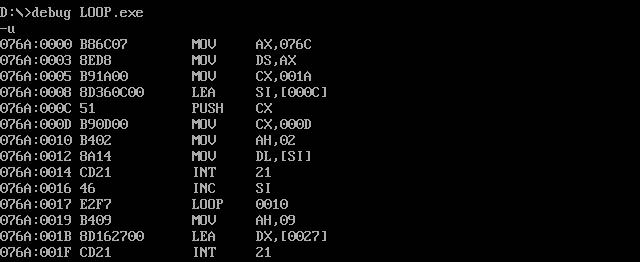 D:\>debug LOOP.exe
-u
076A:0000 B86C07 MOV AX,076C
076A:0003 8ED8 MOV DS,AX
076A:0005 B91A00 MOV CX,001A
076A:0008 8D360C00 LEA SI,[000C]
076A:000C 51 PUSH CX
076A:000D B90D00 MOV CX,000D
076A:0010 B402 MOV AH,02
076A:0012 8A14 MOV DL,[SI]
076A:0014 CD21 INT 21
076A:0016 46 INC SI
076A:0017 E2F7 LOOP 0010
076A:0019 B409 MOV AH,09
076A:001B 8D162700 LEA DX,[0027]
076A:001F CD21 INT 21